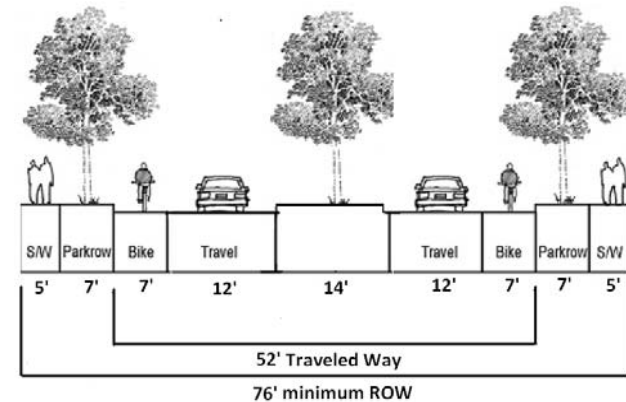 S/W Parkrow Bike Travel Travel Bike Parkrow S/W
5' 7' 7' 12' 14' 12' 7' 7' 5'
52' Traveled Way
76' minimum ROW